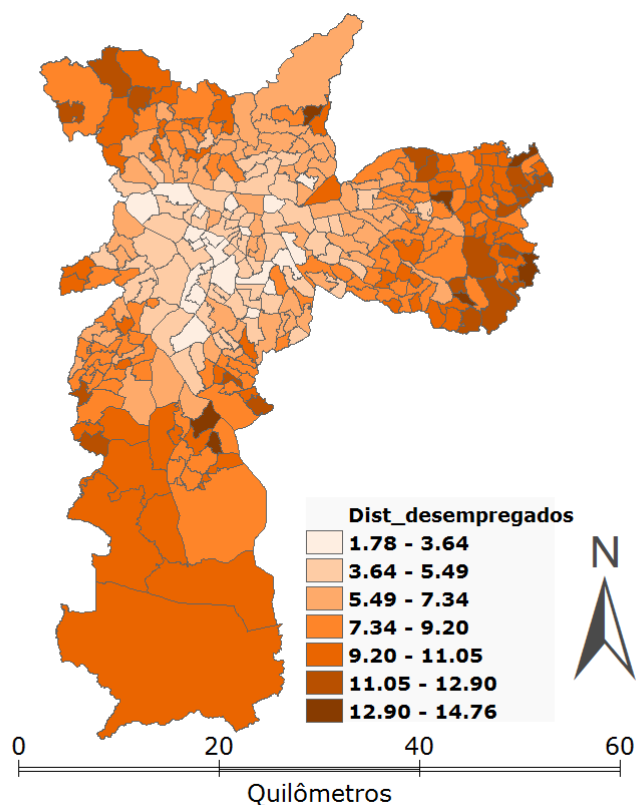 Dist_desempregados
1.78 - 3.64
3.64 - 5.49
5.49 - 7.34
7.34 - 9.20
9.20 - 11.05
11.05 - 12.90
12.90 - 14.76
N
0 20 40 60
Quilômetros